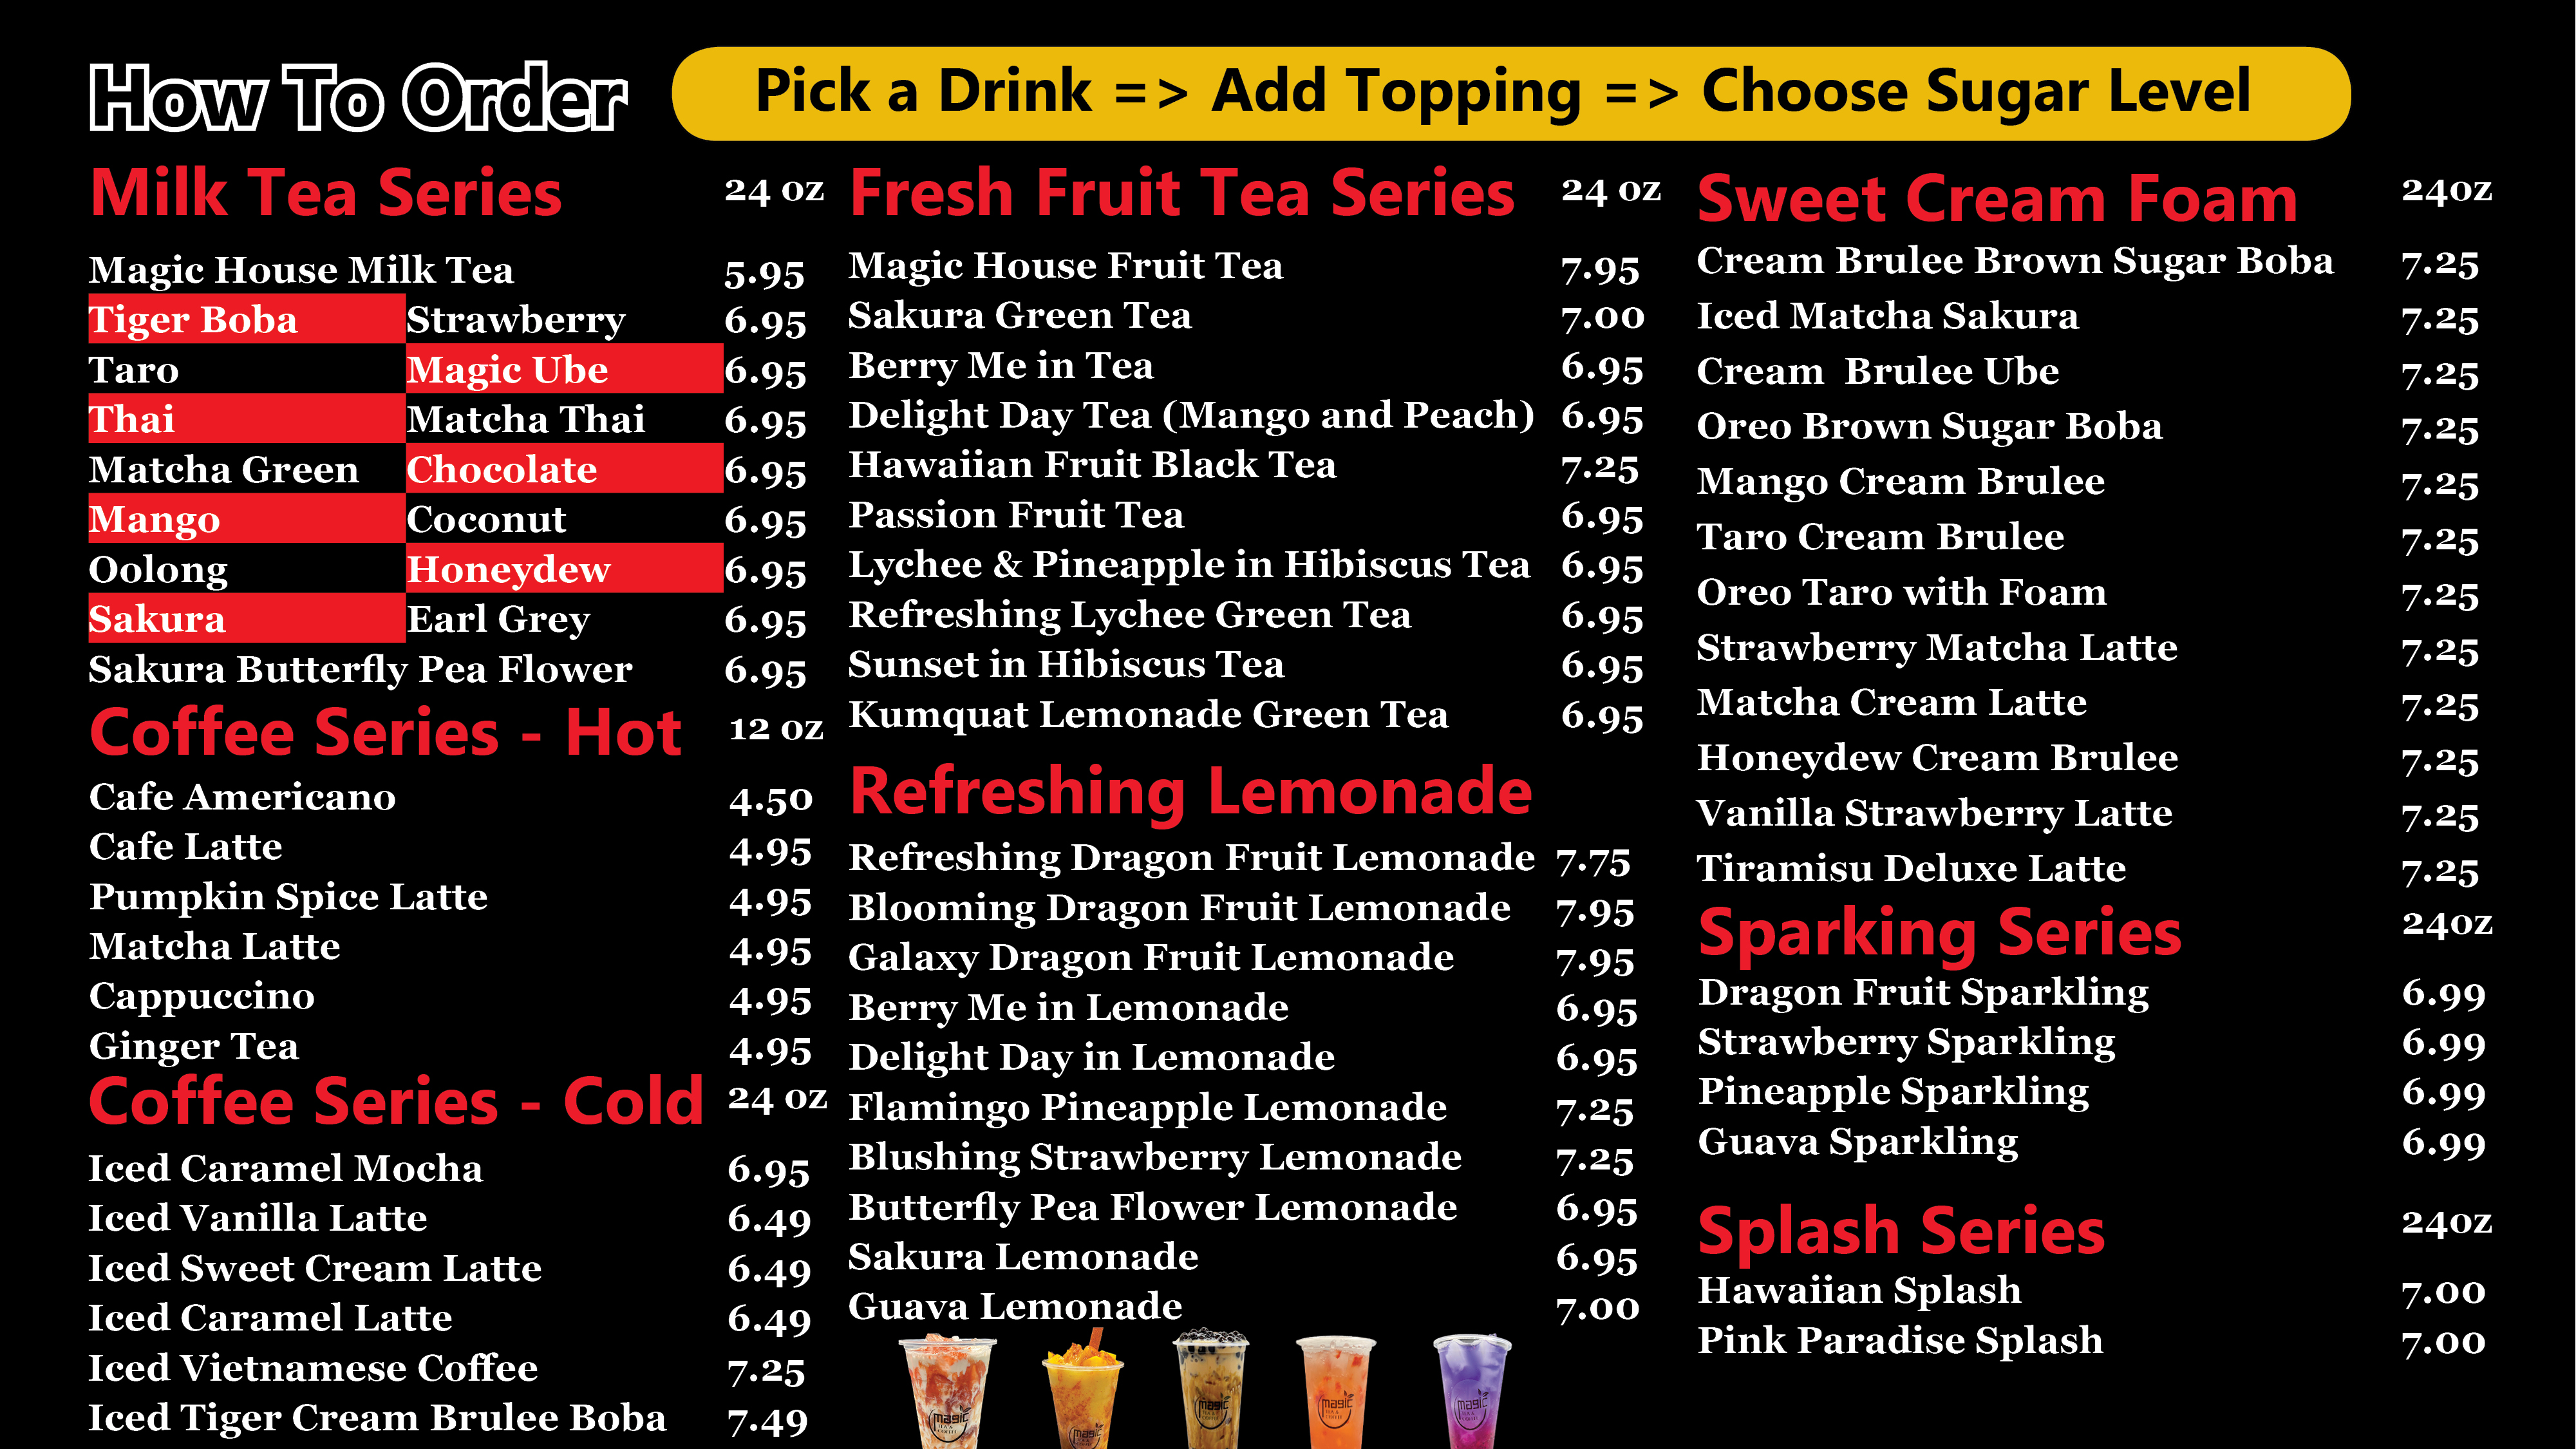 How To Order
Pick a Drink => Add Topping => Choose Sugar Level
Milk Tea Series 24 oz
Magic House Milk Tea 5.95
Tiger Boba Strawberry 6.95
Taro Magic Ube 6.95
Thai Matcha Thai 6.95
Matcha Green Chocolate 6.95
Mango Coconut 6.95
Oolong Honeydew 6.95
Sakura Earl Grey 6.95
Sakura Butterfly Pea Flower 6.95
Coffee Series - Hot 12 oz
Cafe Americano 4.50
Cafe Latte 4.95
Pumpkin Spice Latte 4.95
Matcha Latte 4.95
Cappuccino 4.95
Ginger Tea 4.95
Coffee Series - Cold 24 oz
Iced Caramel Mocha 6.95
Iced Vanilla Latte 6.49
Iced Sweet Cream Latte 6.49
Iced Caramel Latte 6.49
Iced Vietnamese Coffee 7.25
Iced Tiger Cream Brulee Boba 7.49
Fresh Fruit Tea Series 24 oz
Magic House Fruit Tea 7.95
Sakura Green Tea 7.00
Berry Me in Tea 6.95
Delight Day Tea (Mango and Peach) 6.95
Hawaiian Fruit Black Tea 7.25
Passion Fruit Tea 6.95
Lychee & Pineapple in Hibiscus Tea 6.95
Refreshing Lychee Green Tea 6.95
Sunset in Hibiscus Tea 6.95
Kumquat Lemonade Green Tea 6.95
Refreshing Lemonade
Refreshing Dragon Fruit Lemonade 7.75
Blooming Dragon Fruit Lemonade 7.95
Galaxy Dragon Fruit Lemonade 7.95
Berry Me in Lemonade 6.95
Delight Day in Lemonade 6.95
Flamingo Pineapple Lemonade 7.25
Blushing Strawberry Lemonade 7.25
Butterfly Pea Flower Lemonade 6.95
Sakura Lemonade 6.95
Guava Lemonade 7.00
magic
magic
magic
magic
magic
Sweet Cream Foam 24oz
Cream Brulee Brown Sugar Boba 7.25
Iced Matcha Sakura 7.25
Cream Brulee Ube 7.25
Oreo Brown Sugar Boba 7.25
Mango Cream Brulee 7.25
Taro Cream Brulee 7.25
Oreo Taro with Foam 7.25
Strawberry Matcha Latte 7.25
Matcha Cream Latte 7.25
Honeydew Cream Brulee 7.25
Vanilla Strawberry Latte 7.25
Tiramisu Deluxe Latte 7.25
Sparking Series 24oz
Dragon Fruit Sparkling 6.99
Strawberry Sparkling 6.99
Pineapple Sparkling 6.99
Guava Sparkling 6.99
Splash Series 24oz
Hawaiian Splash 7.00
Pink Paradise Splash 7.00